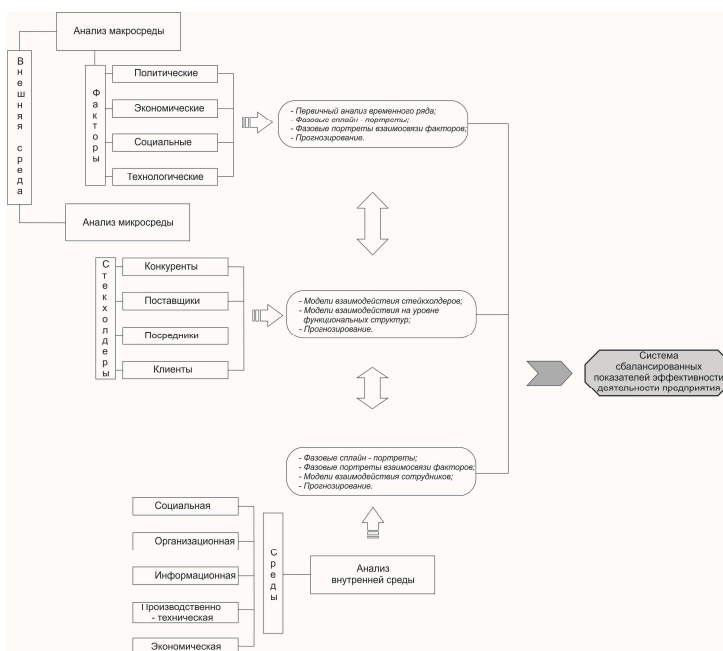 Анализ макросреды
Внешняя среда
Факторы
Политические
Экономические
Социальные
Технологические
- Первичный анализ временного ряда;
- Фазовые сплайн - портреты;
- Фазовые портреты взаимосвязи факторов;
- Прогнозирование.
Анализ микросреды
Стекхолдеры
Конкуренты
Поставщики
Посредники
Клиенты
- Модели взаимодействия стейкхолдеров;
- Модели взаимодействия на уровне
функциональных структур;
- Прогнозирование.
Система
сбалансированных
показателей эффективности
деятельности предприятия
- Фазовые сплайн - портреты;
- Фазовые портреты взаимосвязи факторов;
- Модели взаимодействия сотрудников;
- Прогнозирование.
Социальная
Организационная
Информационная
Производственно
- техническая
Экономическая
Среды
Анализ
внутренней среды